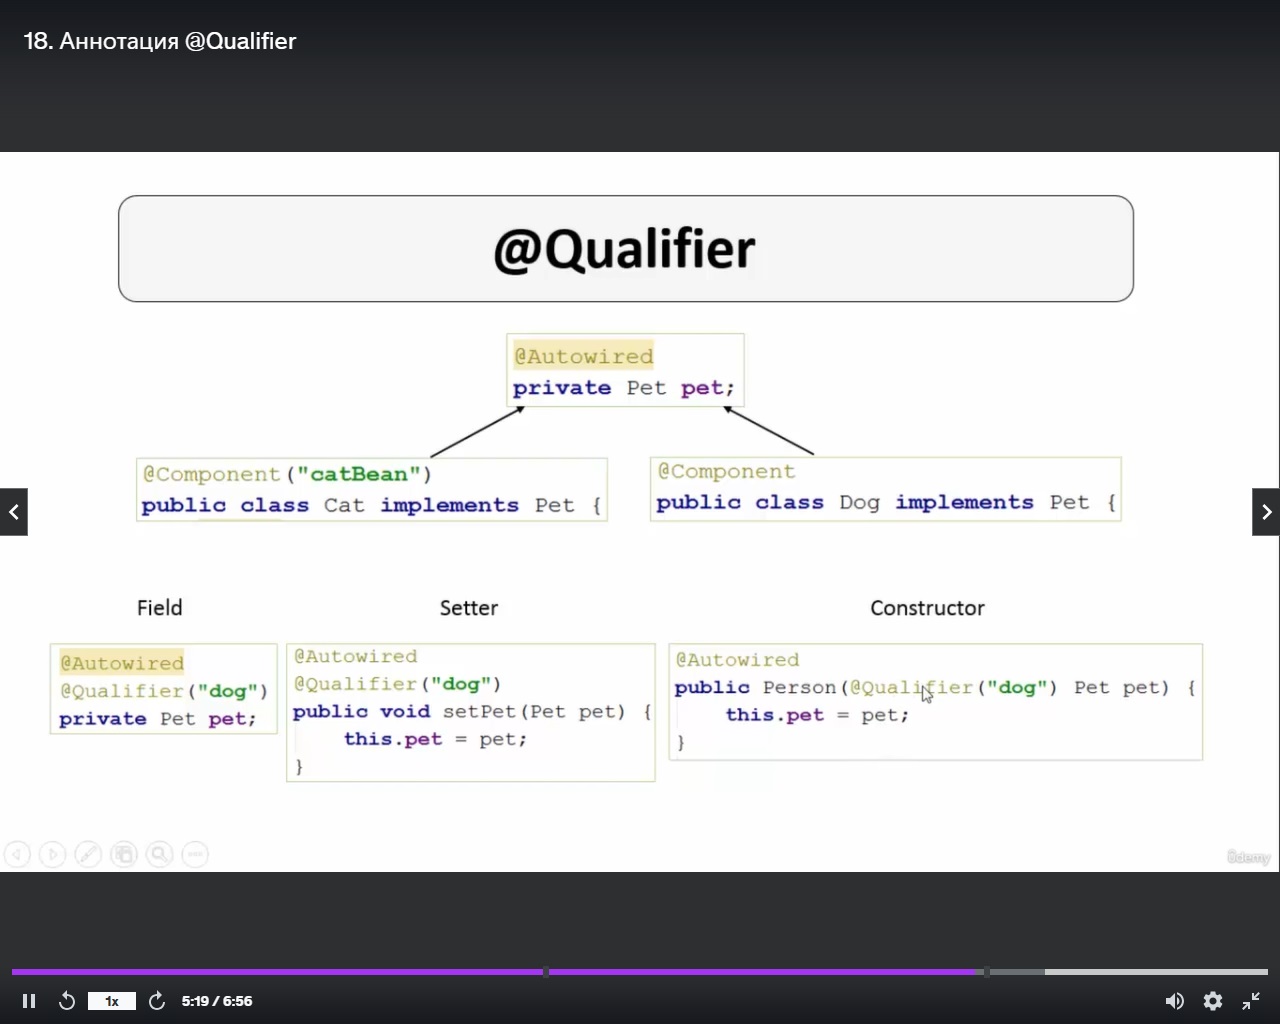 18. Аннотация @Qualifier
@Qualifier
@Autowired
private Pet pet;
@Component("catBean")
public class Cat implements Pet {
@Component
public class Dog implements Pet {
Field
@Autowired
@Qualifier("dog")
private Pet pet;
Setter
@Autowired
@Qualifier("dog")
public void setPet(Pet pet) {
this.pet = pet;
}
Constructor
@Autowired
public Person(@Qualifier("dog") Pet pet) {
this.pet = pet;
}
ûdemy
1x
5:19 / 6:56